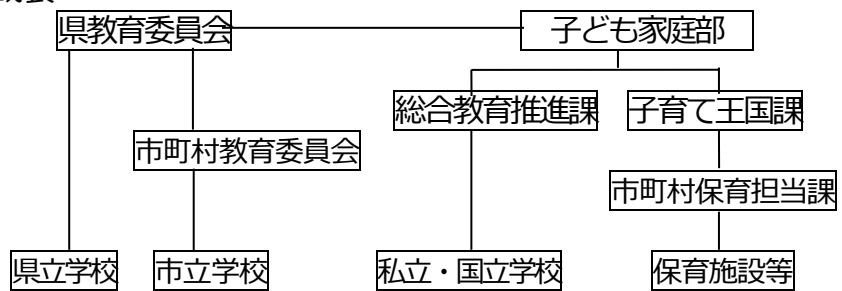 県教育委員会 子ども家庭部
総合教育推進課 子育て王国課
市町村教育委員会
市町村保育担当課
県立学校 市立学校 私立・国立学校 保育施設等